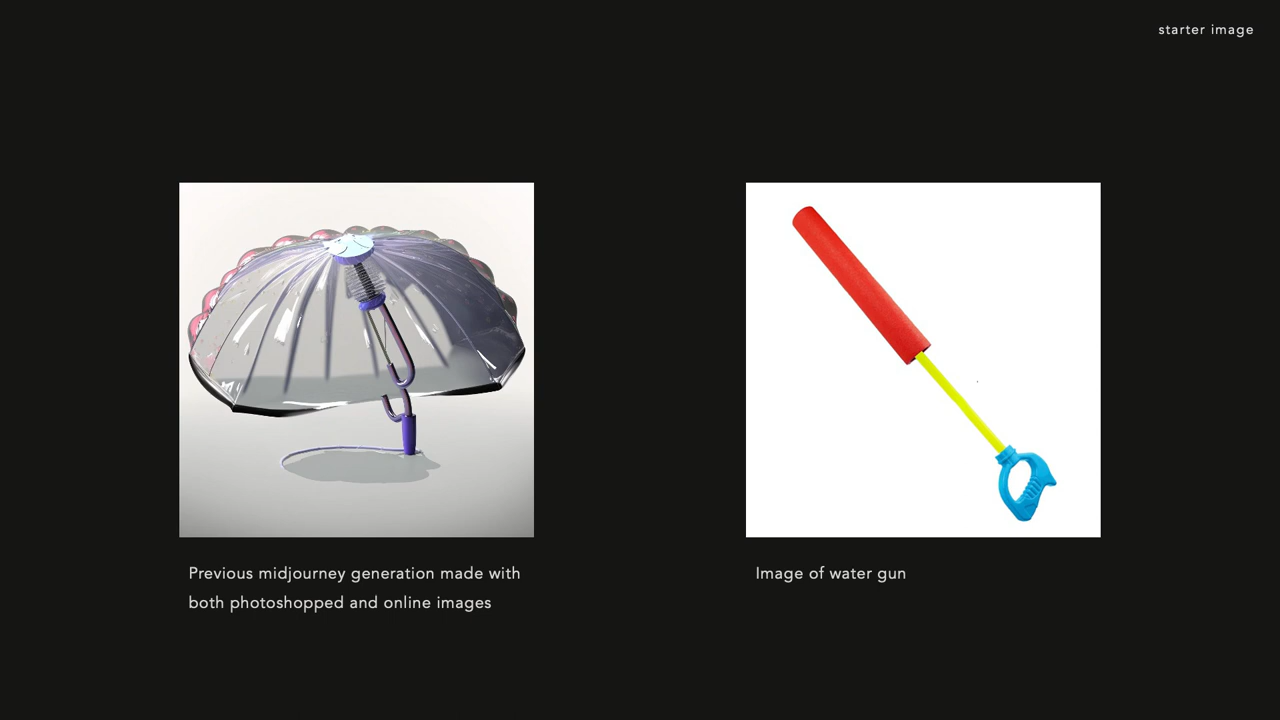 starter image
Previous midjourney generation made with
both photoshopped and online images
Image of water gun